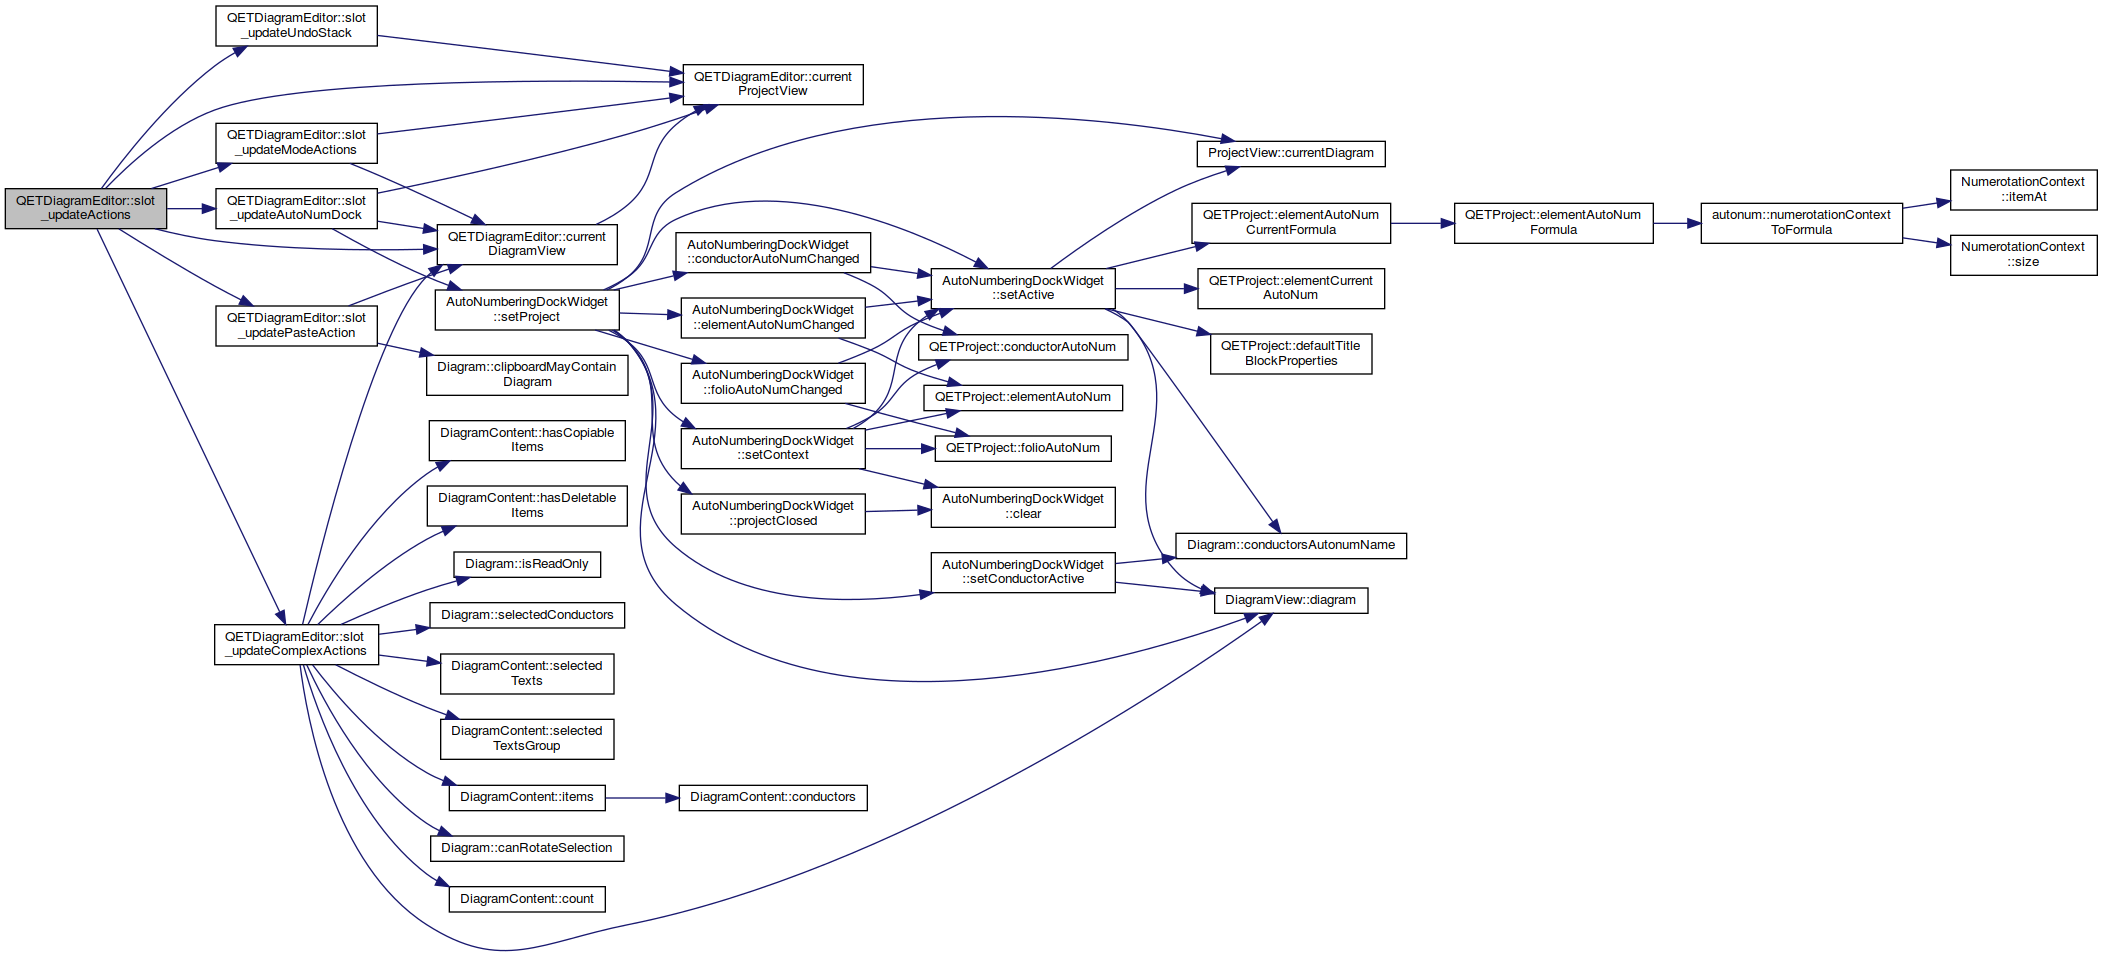 QETDiagramEditor::slot
_updateActions
QETDiagramEditor::slot
_updateUndoStack
QETDiagramEditor::slot
_updateModeActions
QETDiagramEditor::slot
_updateAutoNumDock
QETDiagramEditor::slot
_updatePasteAction
QETDiagramEditor::slot
_updateComplexActions
QETDiagramEditor::current
DiagramView
AutoNumberingDockWidget
::setProject
Diagram::clipboardMayContain
Diagram
DiagramContent::hasCopiable
Items
DiagramContent::hasDeletable
Items
Diagram::isReadOnly
Diagram::selectedConductors
DiagramContent::selected
Texts
DiagramContent::selected
TextsGroup
DiagramContent::items
Diagram::canRotateSelection
DiagramContent::count
QETDiagramEditor::current
ProjectView
AutoNumberingDockWidget
::conductorAutoNumChanged
AutoNumberingDockWidget
::elementAutoNumChanged
AutoNumberingDockWidget
::folioAutoNumChanged
AutoNumberingDockWidget
::setContext
AutoNumberingDockWidget
::projectClosed
DiagramContent::conductors
AutoNumberingDockWidget
::setActive
QETProject::conductorAutoNum
QETProject::elementAutoNum
QETProject::folioAutoNum
AutoNumberingDockWidget
::clear
AutoNumberingDockWidget
::setConductorActive
ProjectView::currentDiagram
QETProject::elementAutoNum
CurrentFormula
QETProject::elementCurrent
AutoNum
QETProject::defaultTitle
BlockProperties
Diagram::conductorsAutonumName
DiagramView::diagram
QETProject::elementAutoNum
Formula
autonum::numerotationContext
ToFormula
NumerotationContext
::itemAt
NumerotationContext
::size